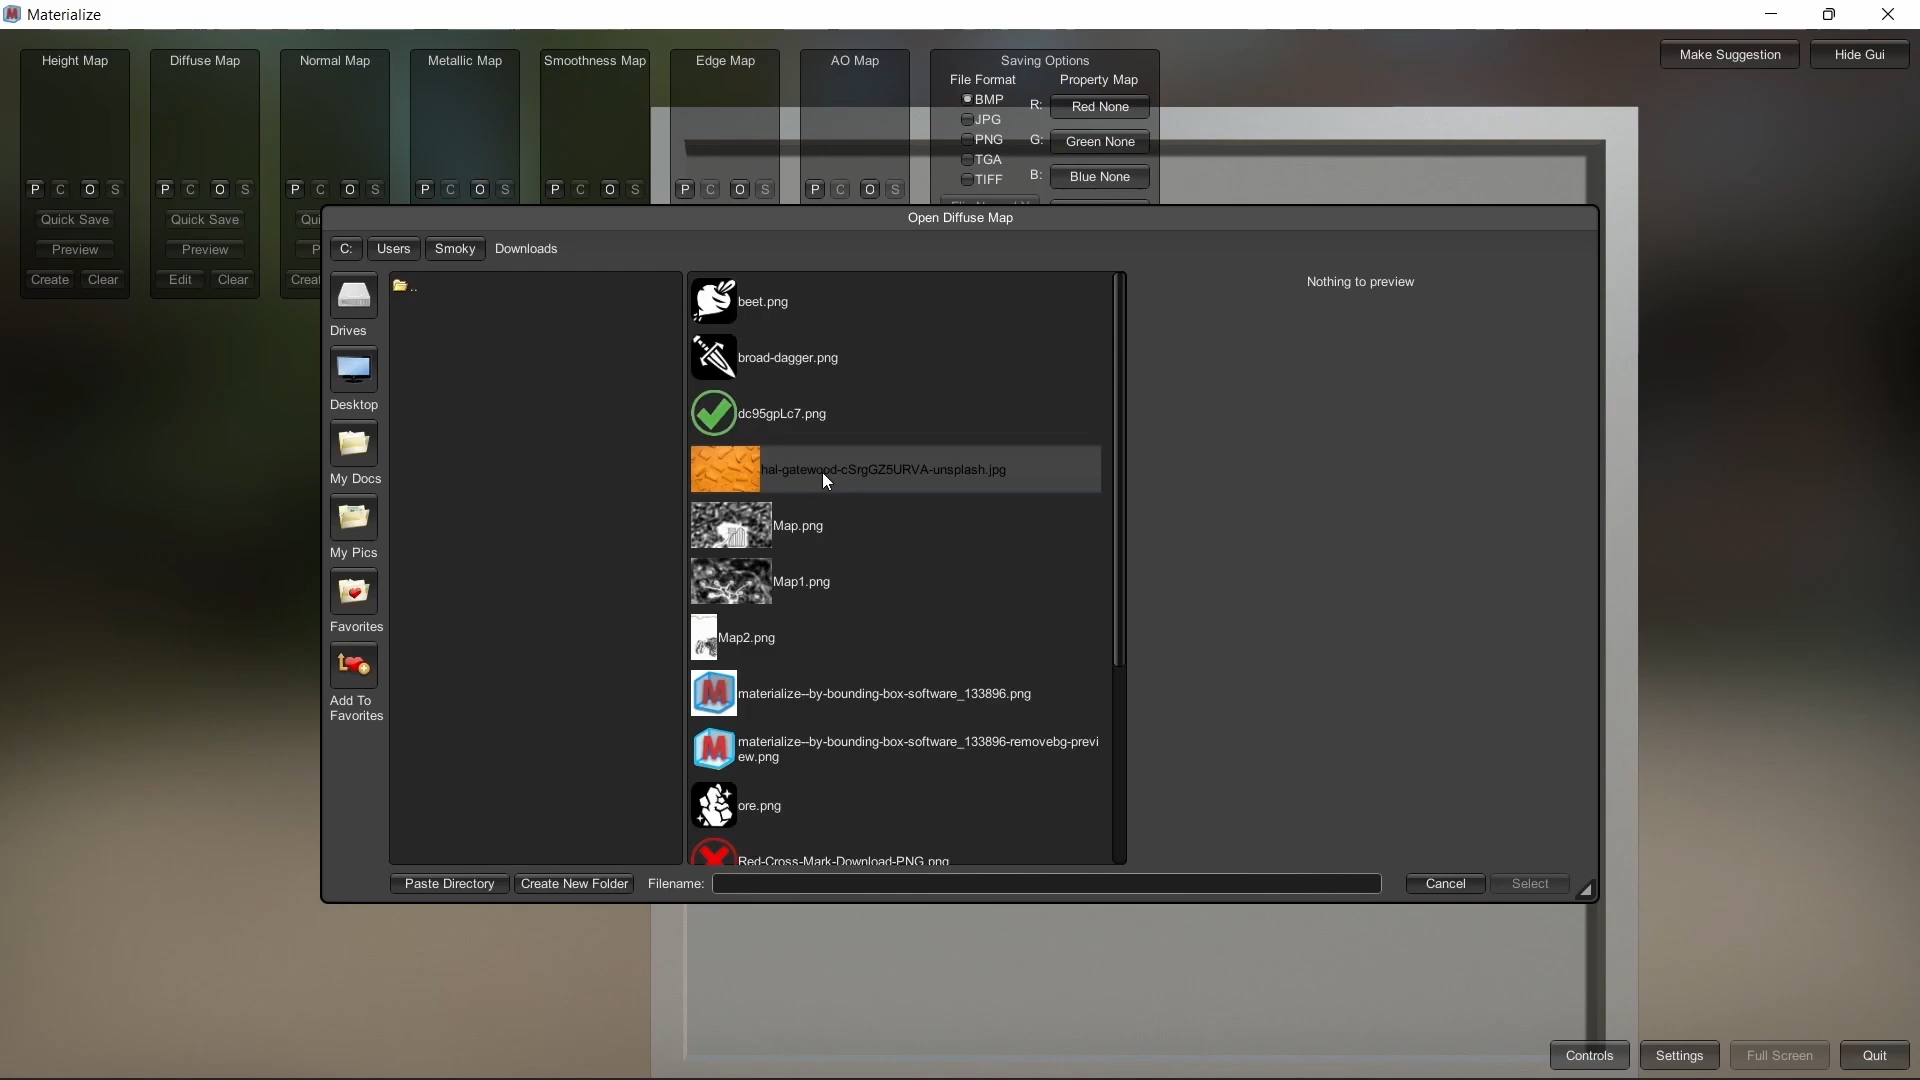 Materialize
Make Suggestion
Hide Gui
Height Map
Diffuse Map
Normal Map
Metallic Map
Smoothness Map
Edge Map
AO Map
Saving Options
File Format
Property Map
BMP
JPG
PNG
TGA
TIFF
R: Red None
G: Green None
B: Blue None
P C O S
P C O S
P C O S
P C O S
P C O S
P C O S
P C O S
Quick Save
Preview
Create Clear
Quick Save
Preview
Edit Clear
Qui
P
Creat
Open Diffuse Map
C: Users Smoky Downloads
Drives
Desktop
My Docs
My Pics
Favorites
Add To
Favorites
..
beet.png
broad-dagger.png
dc95gpLc7.png
hal-gatewood-cSrgGZ5URVA-unsplash.jpg
Map.png
Map1.png
Map2.png
materialize--by-bounding-box-software_133896.png
materialize--by-bounding-box-software_133896-removebg-previ
ew.png
ore.png
Red-Cross-Mark-Download-PNG.png
Nothing to preview
Paste Directory
Create New Folder
Filename:
Cancel
Select
Controls
Settings
Full Screen
Quit